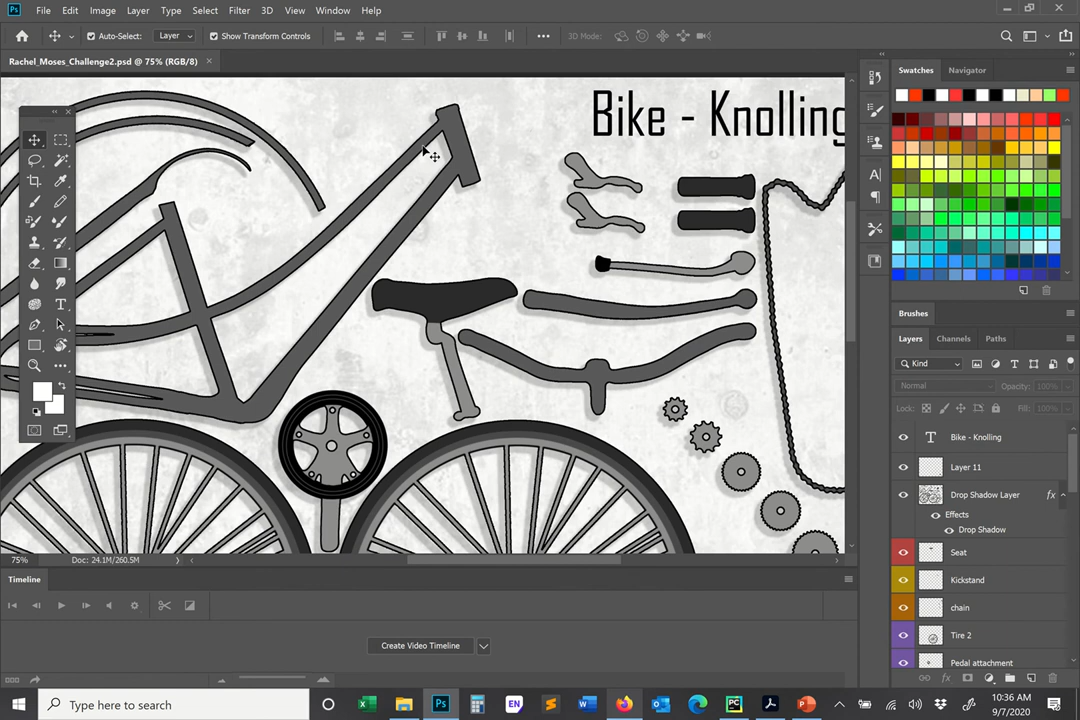 Ps File Edit Image Layer Type Select Filter 3D View Window Help
Auto-Select: Layer Show Transform Controls 3D Mode:
Rachel_Moses_Challenge2.psd @ 75% (RGB/8) ×
Swatches Navigator
Bike - Knolling
Brushes
Layers Channels Paths
Kind
Normal Opacity: 100%
Lock: Fill: 100%
T Bike - Knolling
Layer 11
Drop Shadow Layer fx
Effects
Drop Shadow
Seat
Kickstand
chain
Tire 2
Pedal attachment
75% Doc: 24.1M/260.5M
Timeline
Create Video Timeline
Type here to search
10:36 AM
9/7/2020